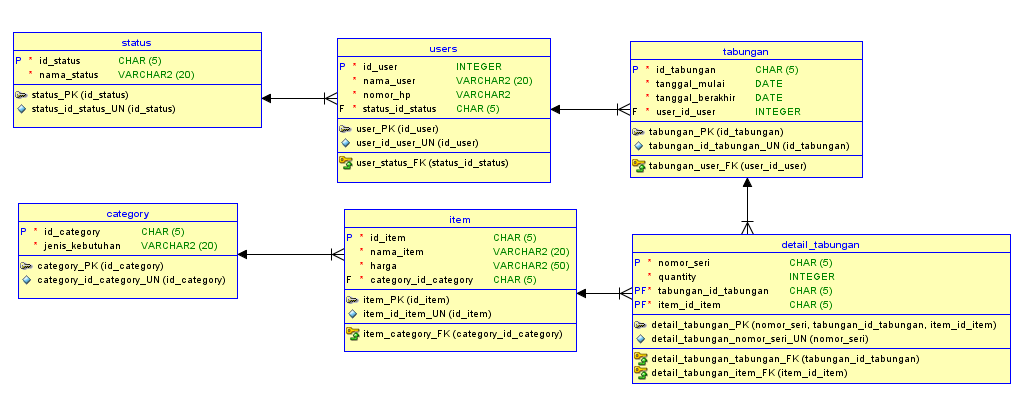 status
P * id_status CHAR (5)
* nama_status VARCHAR2 (20)
status_PK (id_status)
status_id_status_UN (id_status)
users
P * id_user INTEGER
* nama_user VARCHAR2 (20)
* nomor_hp VARCHAR2
F * status_id_status CHAR (5)
user_PK (id_user)
user_id_user_UN (id_user)
user_status_FK (status_id_status)
tabungan
P * id_tabungan CHAR (5)
* tanggal_mulai DATE
* tanggal_berakhir DATE
F * user_id_user INTEGER
tabungan_PK (id_tabungan)
tabungan_id_tabungan_UN (id_tabungan)
tabungan_user_FK (user_id_user)
category
P * id_category CHAR (5)
* jenis_kebutuhan VARCHAR2 (20)
category_PK (id_category)
category_id_category_UN (id_category)
item
P * id_item CHAR (5)
* nama_item VARCHAR2 (20)
* harga VARCHAR2 (50)
F * category_id_category CHAR (5)
item_PK (id_item)
item_id_item_UN (id_item)
item_category_FK (category_id_category)
detail_tabungan
P * nomor_seri CHAR (5)
* quantity INTEGER
PF* tabungan_id_tabungan CHAR (5)
PF* item_id_item CHAR (5)
detail_tabungan_PK (nomor_seri, tabungan_id_tabungan, item_id_item)
detail_tabungan_nomor_seri_UN (nomor_seri)
detail_tabungan_tabungan_FK (tabungan_id_tabungan)
detail_tabungan_item_FK (item_id_item)